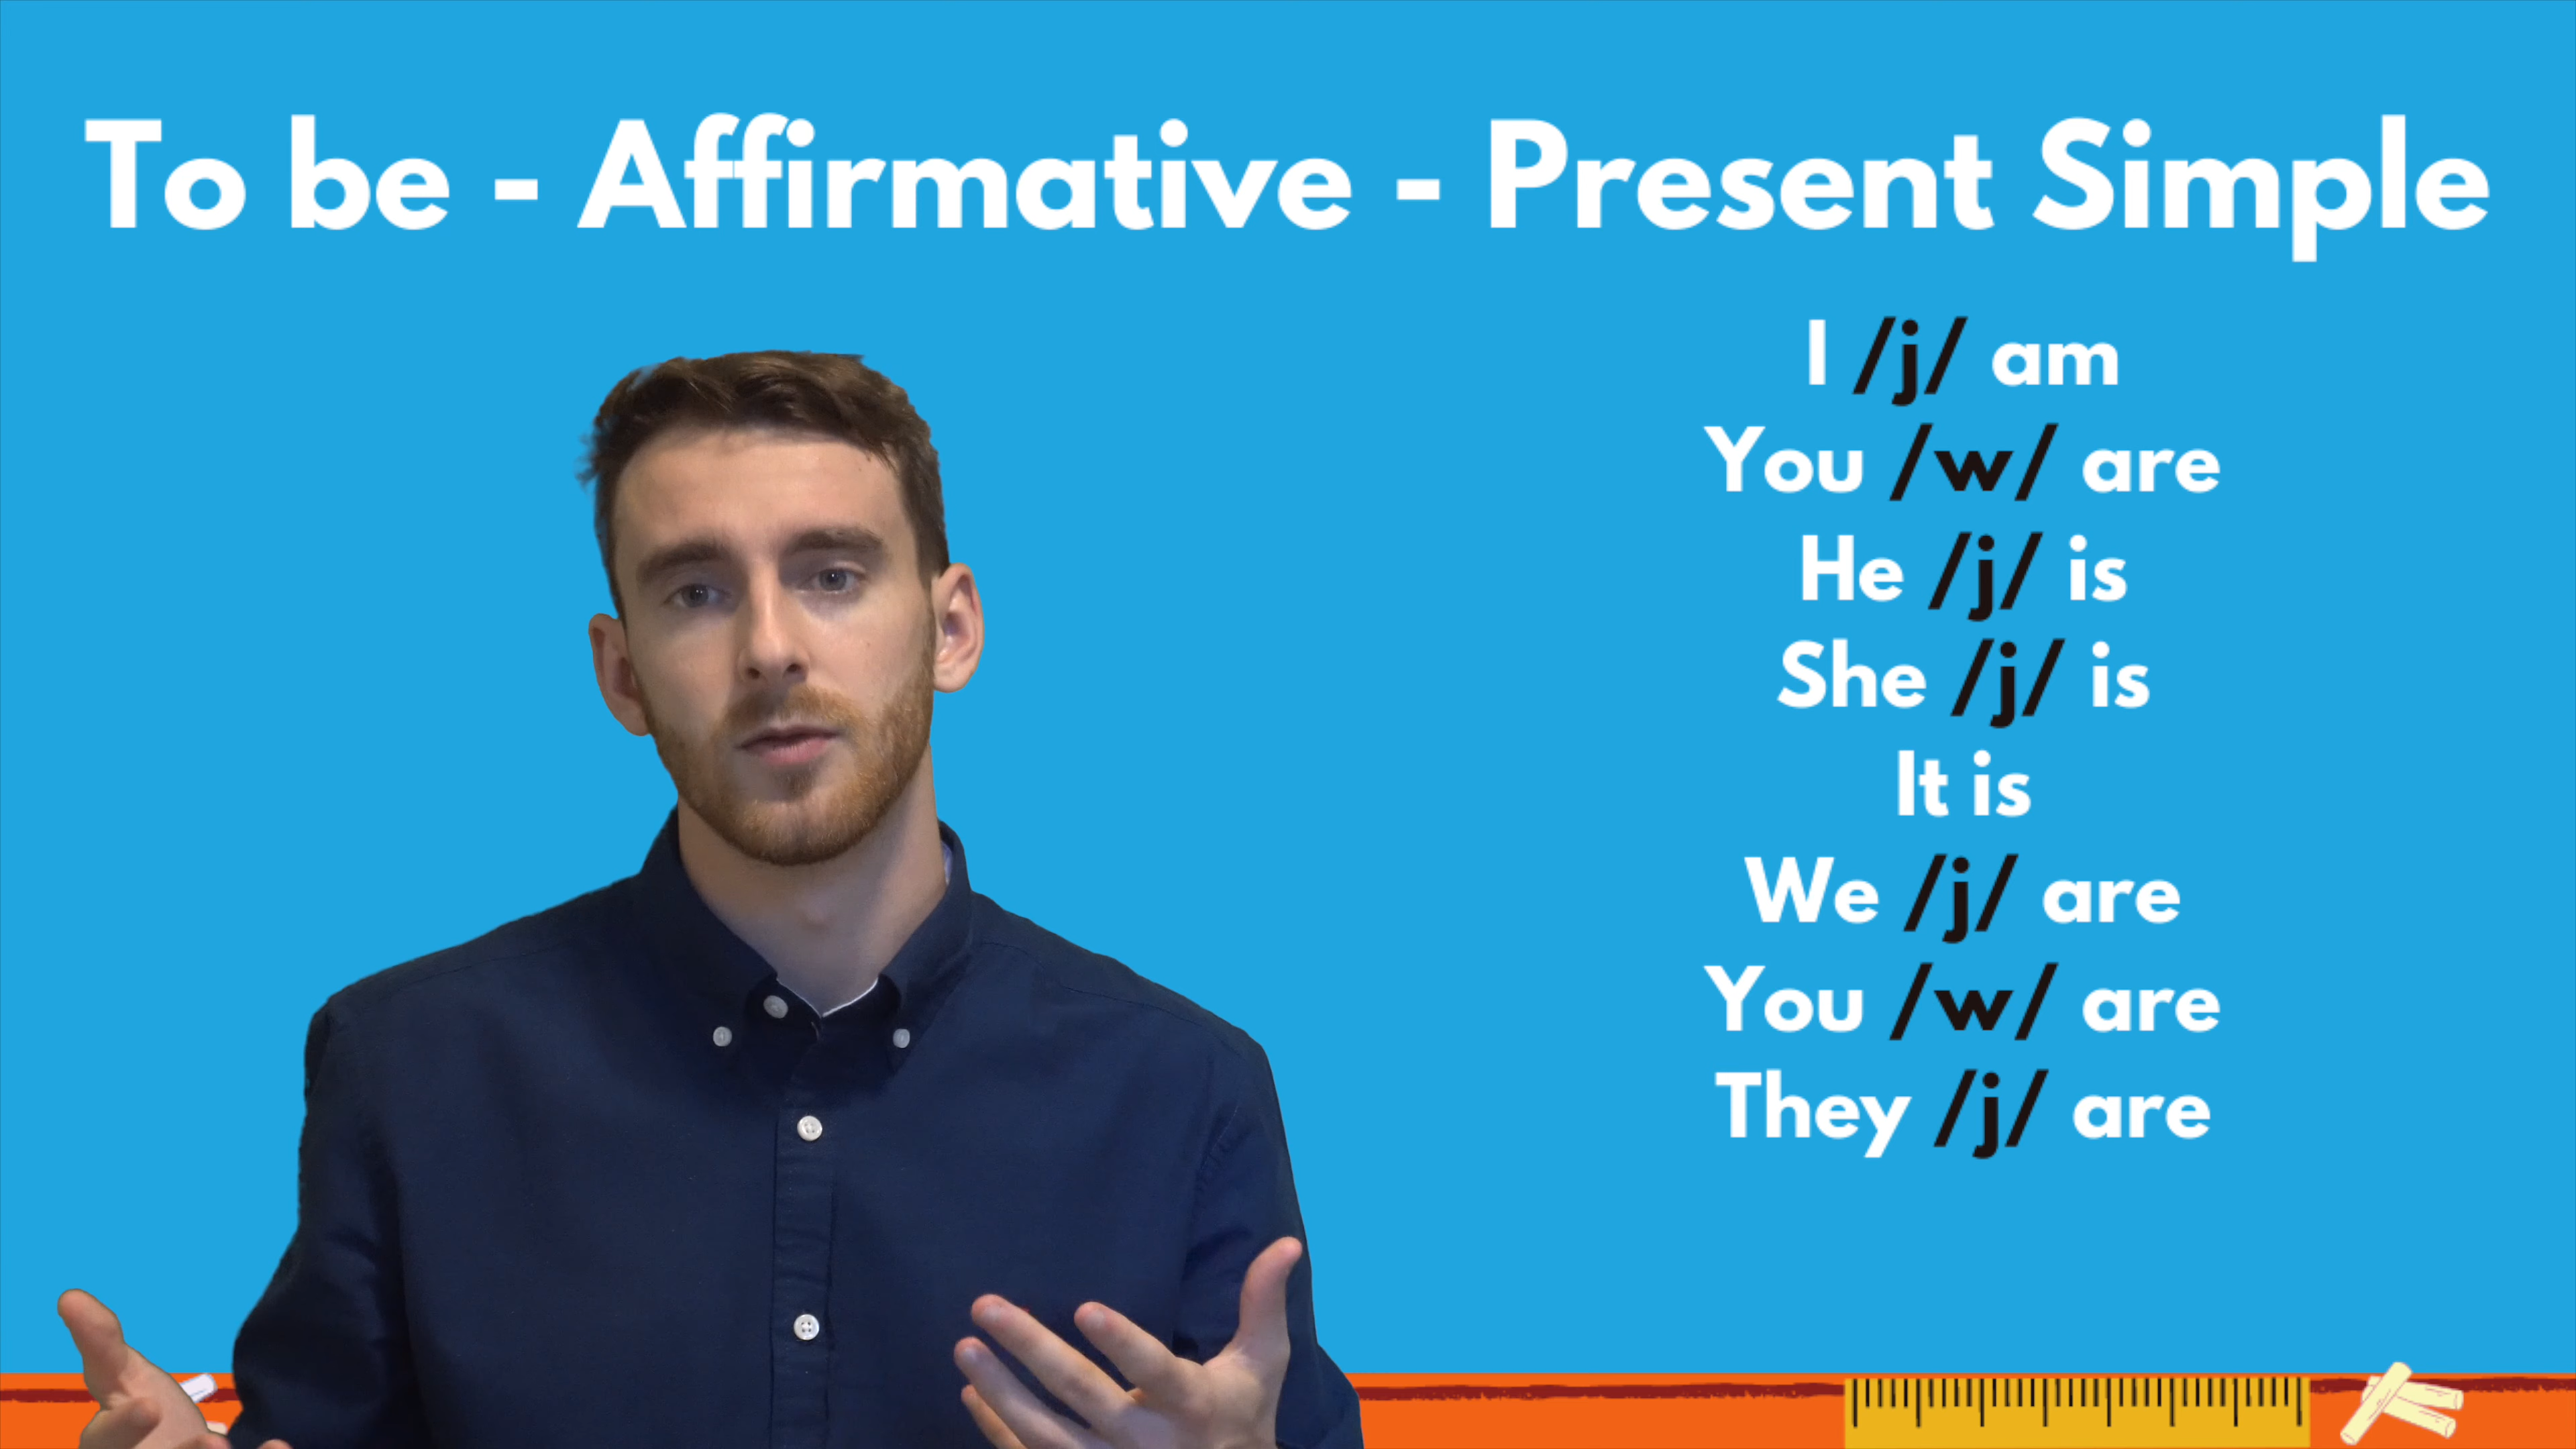 To be - Affirmative - Present Simple
I /j/ am
You /w/ are
He /j/ is
She /j/ is
It is
We /j/ are
You /w/ are
They /j/ are